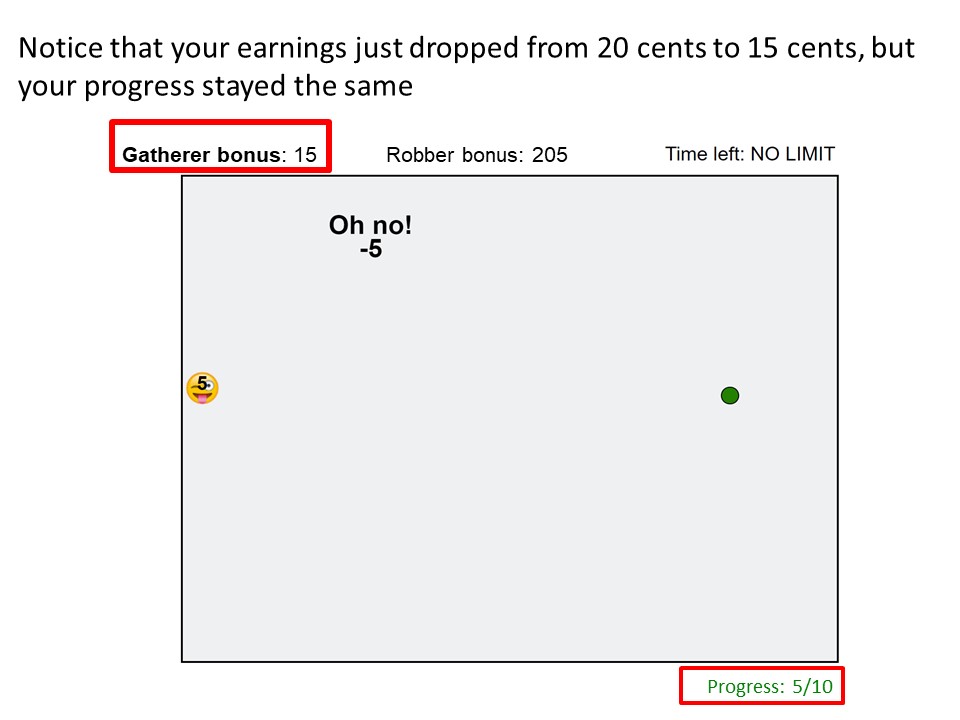 Notice that your earnings just dropped from 20 cents to 15 cents, but
your progress stayed the same
Gatherer bonus: 15 Robber bonus: 205 Time left: NO LIMIT
Oh no!
-5
5
Progress: 5/10